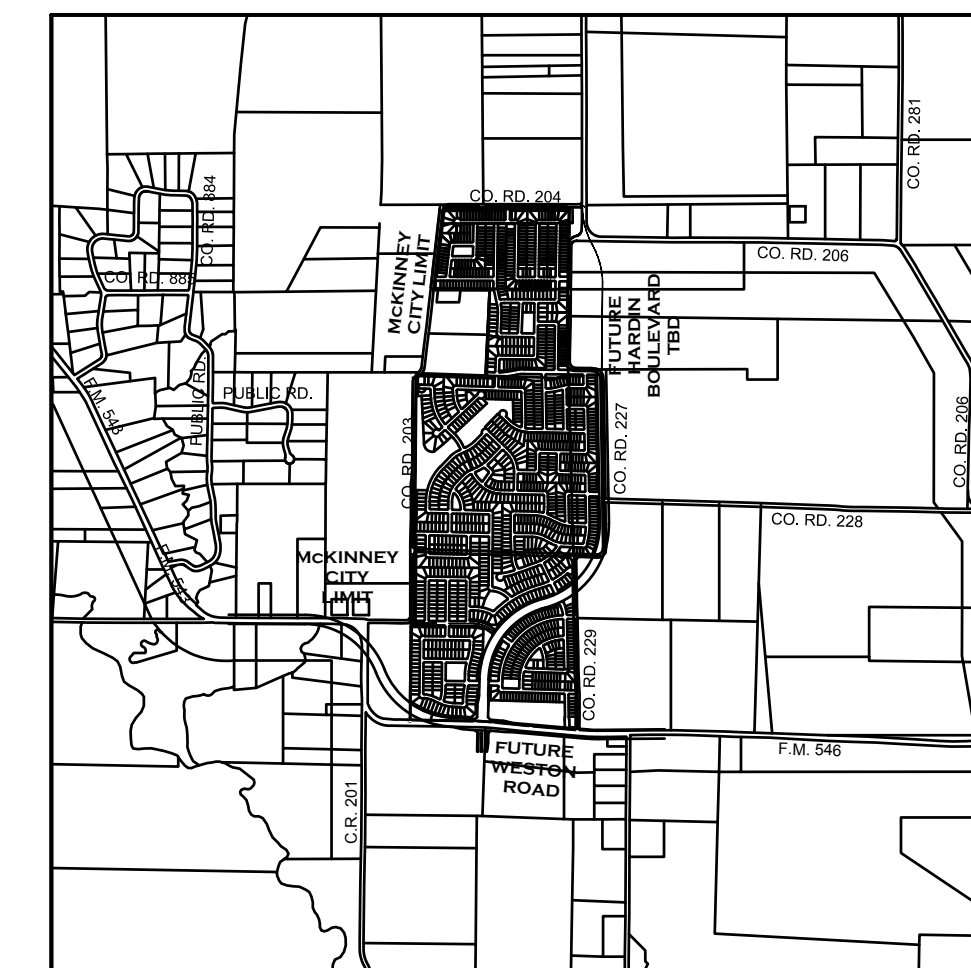 CO. RD. 281
CO. RD. 204
CO. RD. 884
McKINNEY
CITY LIMIT
CO. RD. 206
CO. RD. 885
FUTURE
HARDIN
BOULEVARD
TBD
F.M. 543
PUBLIC RD.
PUBLIC RD.
CO. RD. 203
CO. RD. 227
CO. RD. 206
CO. RD. 228
F.M. 543
McKINNEY
CITY
LIMIT
CO. RD. 229
FUTURE
WESTON
ROAD
F.M. 546
C.R. 201